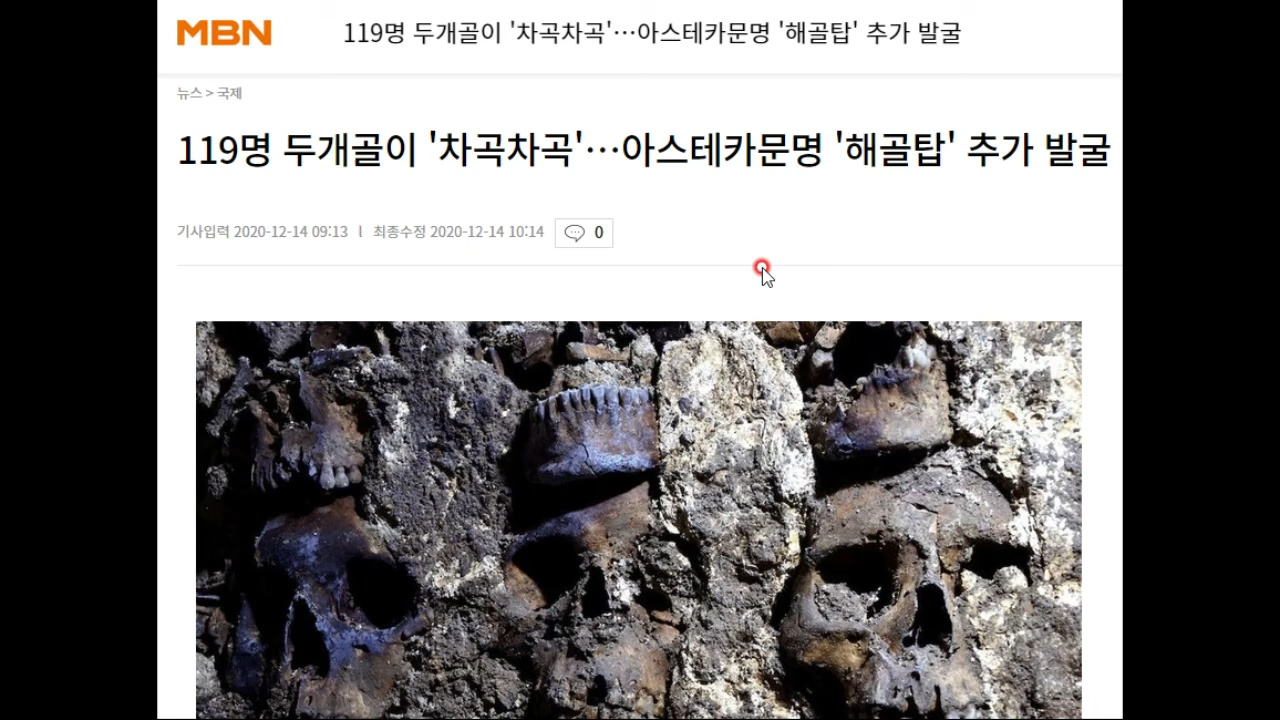 MBN 119명 두개골이 '차곡차곡'…아스테카문명 '해골탑' 추가 발굴
뉴스 > 국제
119명 두개골이 '차곡차곡'…아스테카문명 '해골탑' 추가 발굴
기사입력 2020-12-14 09:13 l 최종수정 2020-12-14 10:14 0